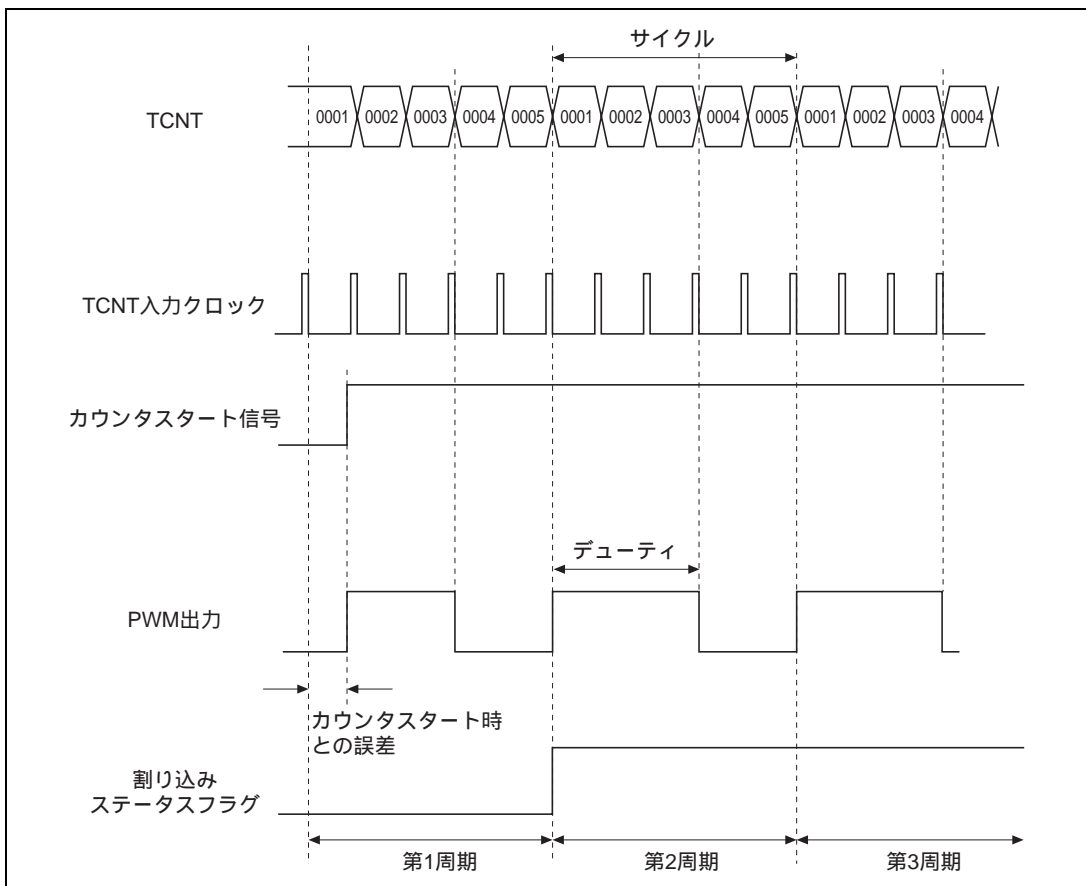 サイクル
TCNT
0001 0002 0003 0004 0005 0001 0002 0003 0004 0005 0001 0002 0003 0004
TCNT入力クロック
カウンタスタート信号
デューティ
PWM出力
カウンタスタート時
との誤差
割り込み
ステータスフラグ
第1周期 第2周期 第3周期